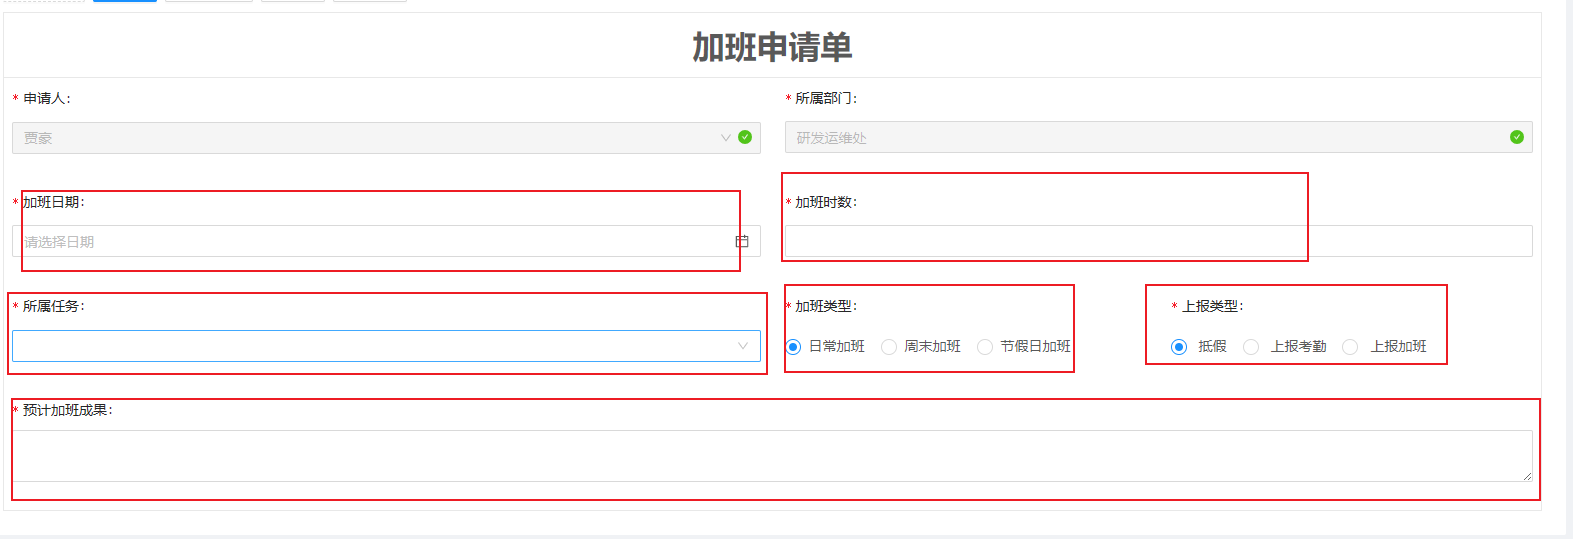 加班申请单
* 申请人: * 所属部门:
贾豪 研发运维处
* 加班日期: * 加班时数:
请选择日期
* 所属任务: * 加班类型: * 上报类型:
日常加班 周末加班 节假日加班 抵假 上报考勤 上报加班
* 预计加班成果: